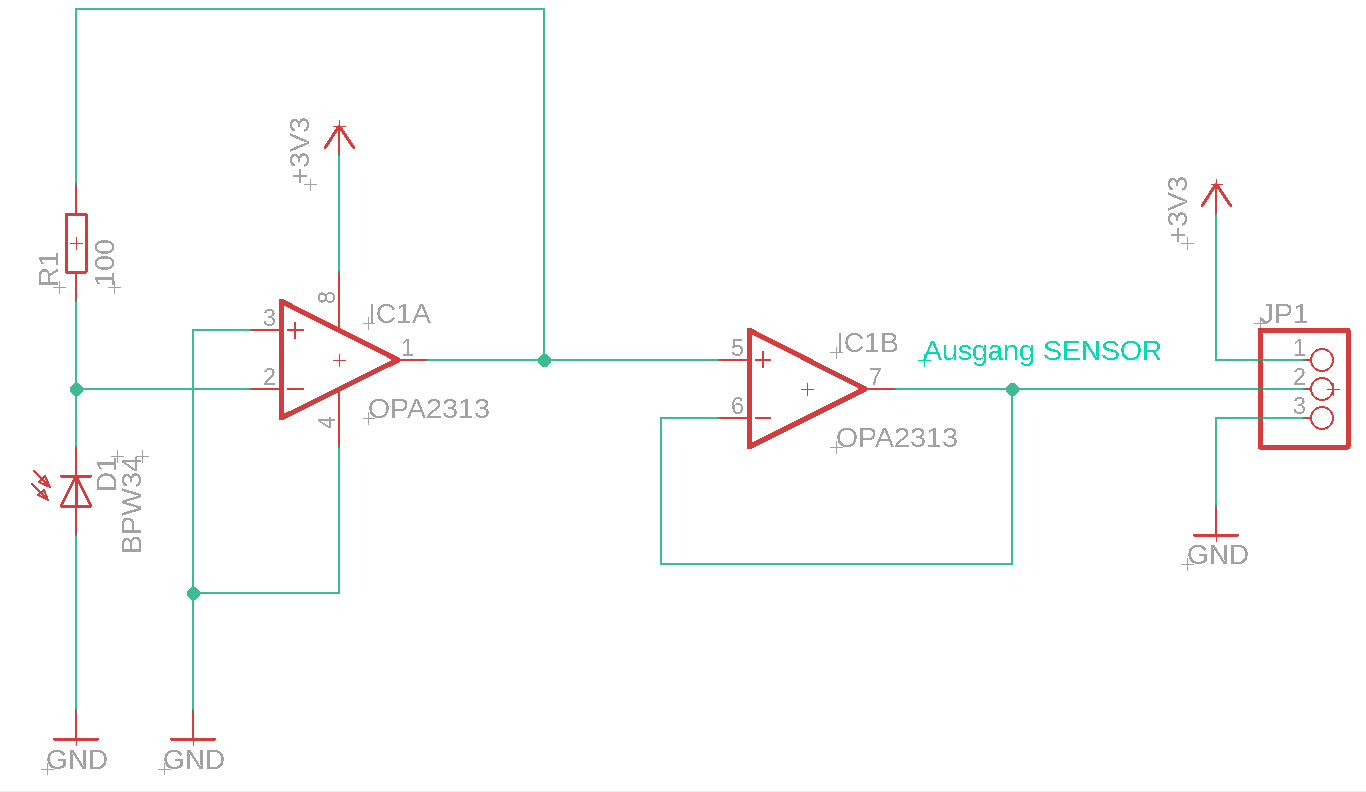 +3V3
+3V3
R1
100
3
8
IC1A
1
2
4
OPA2313
5
IC1B
7
6
OPA2313
Ausgang SENSOR
JP1
1
2
3
GND
D1
BPW34
GND
GND